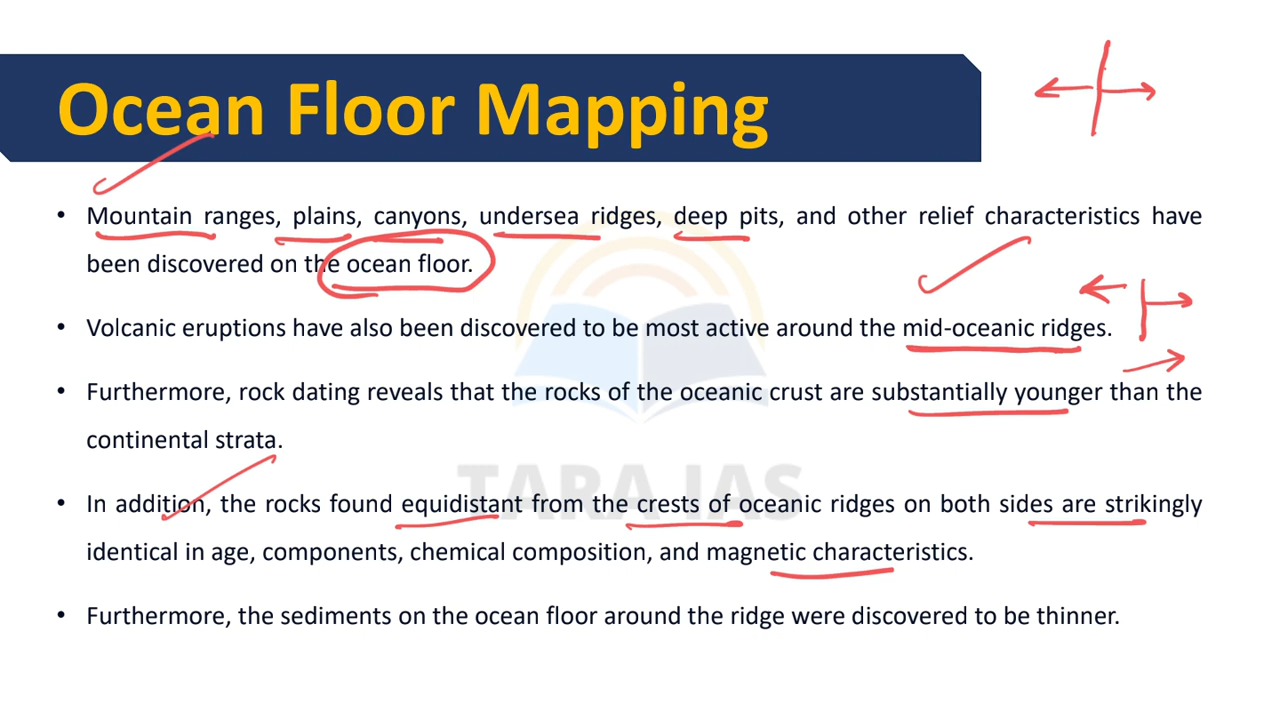 Ocean Floor Mapping
• Mountain ranges, plains, canyons, undersea ridges, deep pits, and other relief characteristics have
been discovered on the ocean floor.
• Volcanic eruptions have also been discovered to be most active around the mid-oceanic ridges.
• Furthermore, rock dating reveals that the rocks of the oceanic crust are substantially younger than the
continental strata.
TARA IAS
• In addition, the rocks found equidistant from the crests of oceanic ridges on both sides are strikingly
identical in age, components, chemical composition, and magnetic characteristics.
• Furthermore, the sediments on the ocean floor around the ridge were discovered to be thinner.